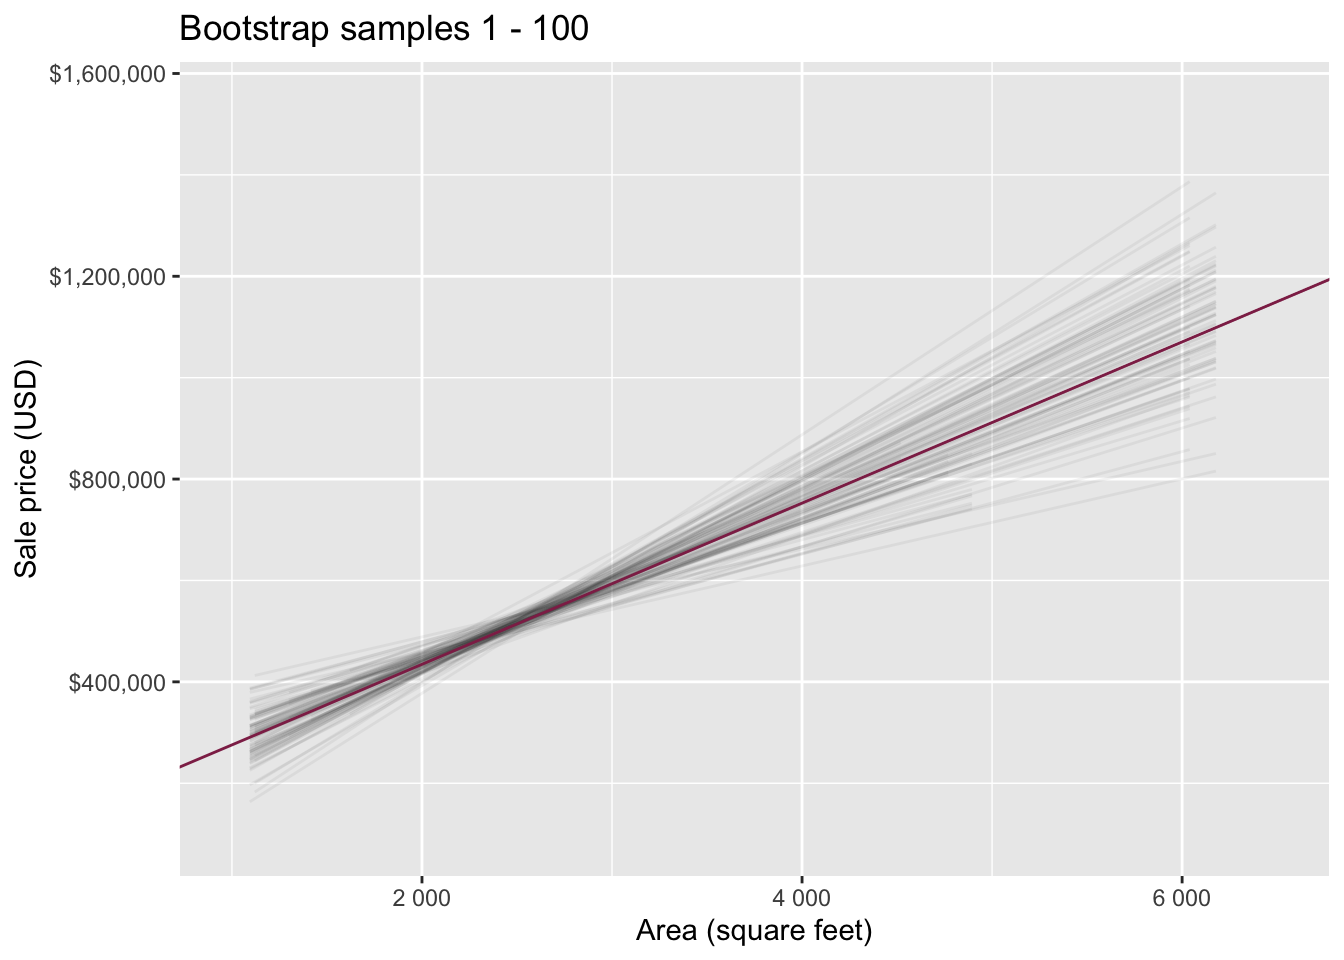 Bootstrap samples 1 - 100
$1,600,000
$1,200,000
$800,000
$400,000
Sale price (USD)
2 000
4 000
6 000
Area (square feet)